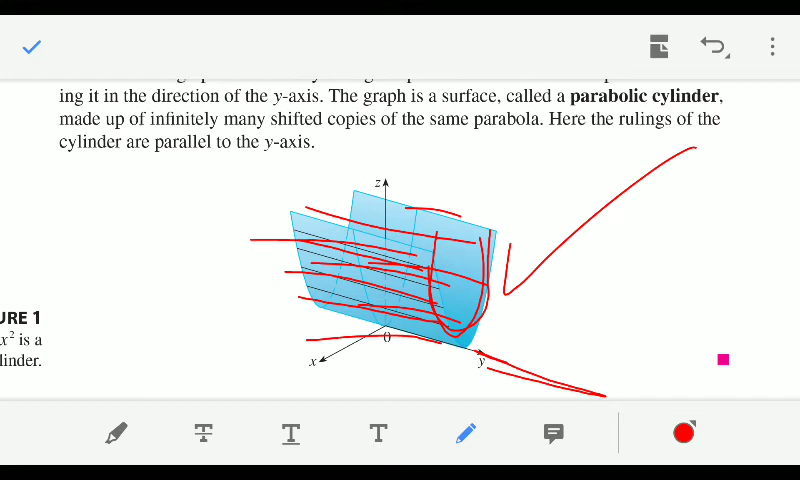 ing it in the direction of the y-axis. The graph is a surface, called a parabolic cylinder,
made up of infinitely many shifted copies of the same parabola. Here the rulings of the
cylinder are parallel to the y-axis.
z
0
x
y
URE 1
x² is a
linder.
T
T
T